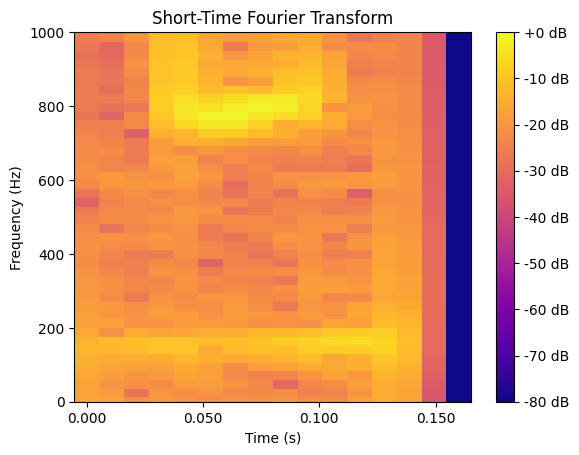 Short-Time Fourier Transform
Frequency (Hz)
1000
800
600
400
200
0
0.000
0.050
0.100
0.150
Time (s)
+0 dB
-10 dB
-20 dB
-30 dB
-40 dB
-50 dB
-60 dB
-70 dB
-80 dB